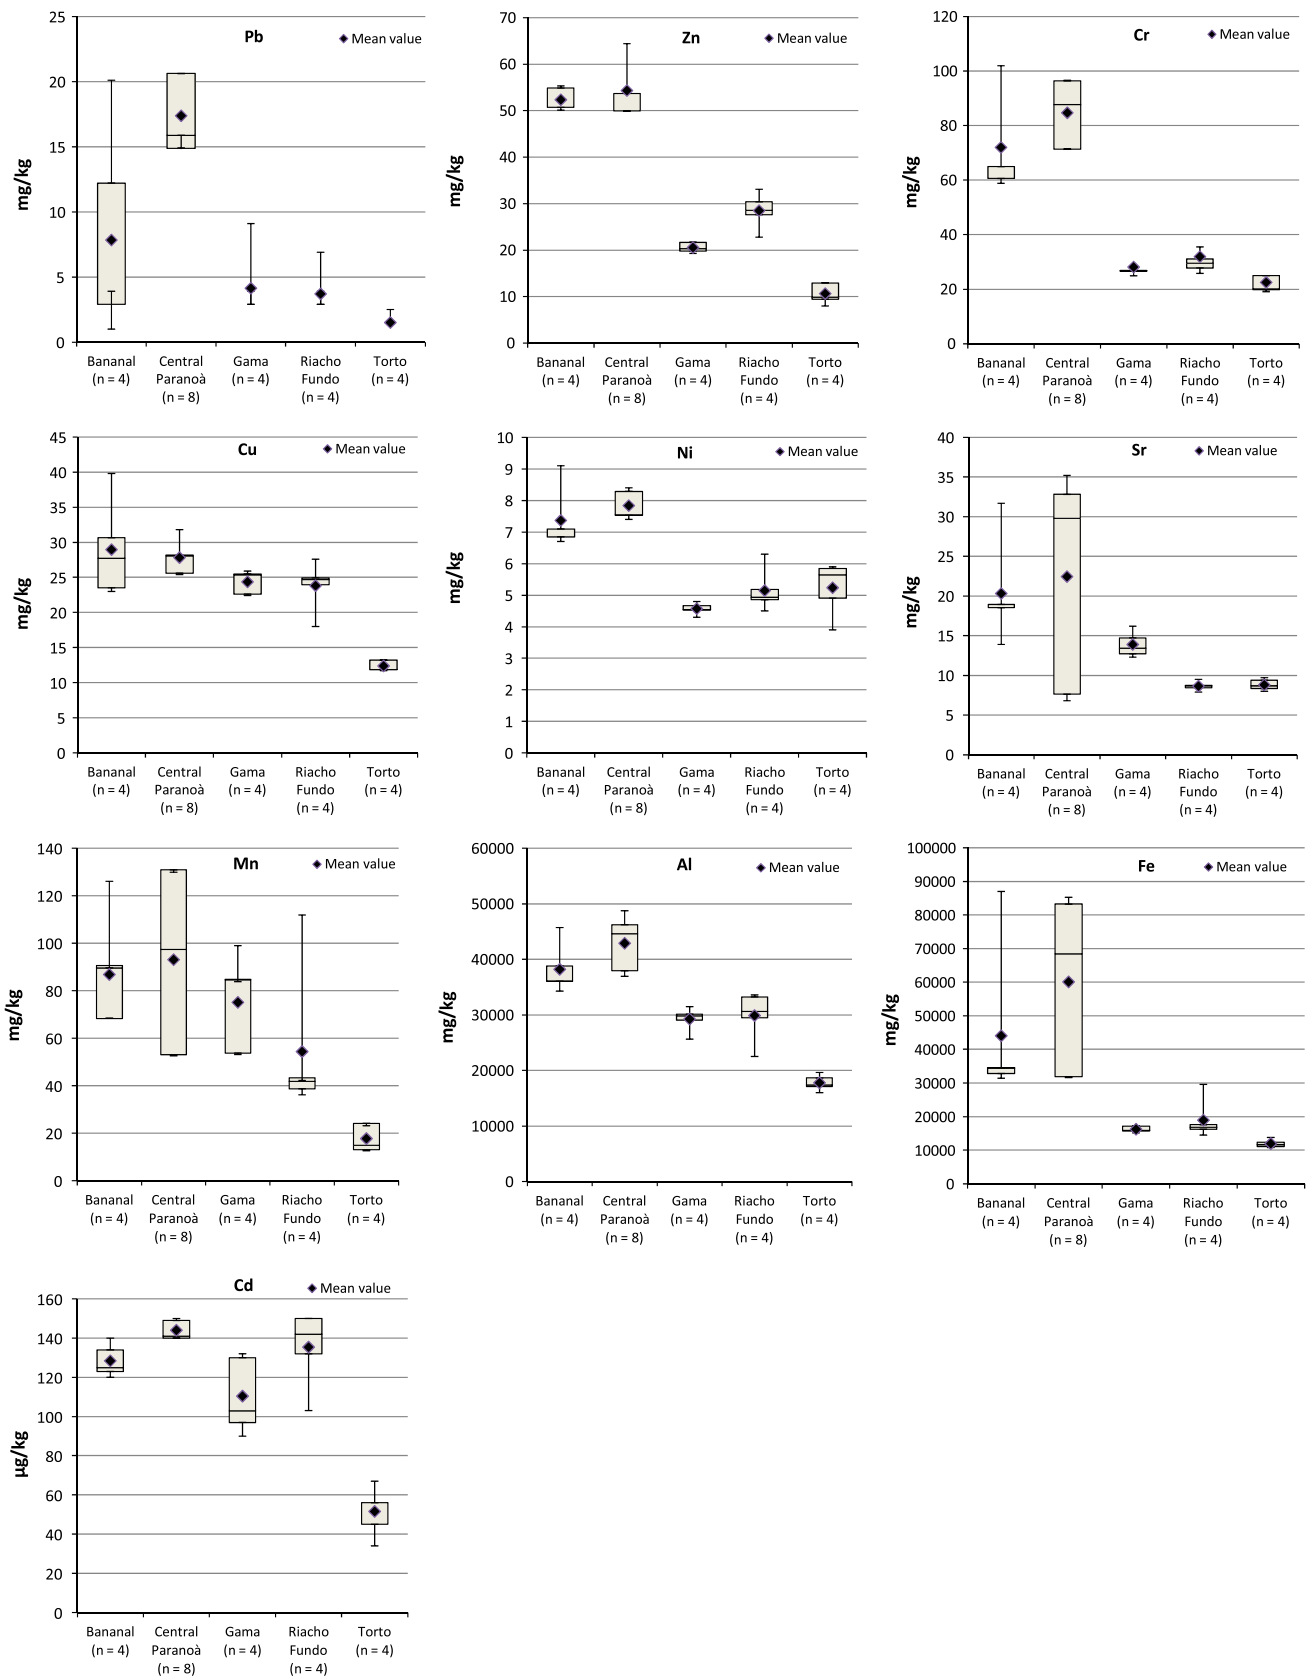 Pb
Mean value
mg/kg
25
20
15
10
5
0
Bananal
(n = 4)
Central
Paranoà
(n = 8)
Gama
(n = 4)
Riacho
Fundo
(n = 4)
Torto
(n = 4)
Zn
Mean value
mg/kg
70
60
50
40
30
20
10
0
Bananal
(n = 4)
Central
Paranoà
(n = 8)
Gama
(n = 4)
Riacho
Fundo
(n = 4)
Torto
(n = 4)
Cr
Mean value
mg/kg
120
100
80
60
40
20
0
Bananal
(n = 4)
Central
Paranoà
(n = 8)
Gama
(n = 4)
Riacho
Fundo
(n = 4)
Torto
(n = 4)
Cu
Mean value
mg/kg
45
40
35
30
25
20
15
10
5
0
Bananal
(n = 4)
Central
Paranoà
(n = 8)
Gama
(n = 4)
Riacho
Fundo
(n = 4)
Torto
(n = 4)
Ni
Mean value
mg/kg
10
9
8
7
6
5
4
3
2
1
0
Bananal
(n = 4)
Central
Paranoà
(n = 8)
Gama
(n = 4)
Riacho
Fundo
(n = 4)
Torto
(n = 4)
Sr
Mean value
mg/kg
40
35
30
25
20
15
10
5
0
Bananal
(n = 4)
Central
Paranoà
(n = 8)
Gama
(n = 4)
Riacho
Fundo
(n = 4)
Torto
(n = 4)
Mn
Mean value
mg/kg
140
120
100
80
60
40
20
0
Bananal
(n = 4)
Central
Paranoà
(n = 8)
Gama
(n = 4)
Riacho
Fundo
(n = 4)
Torto
(n = 4)
Al
Mean value
mg/kg
60000
50000
40000
30000
20000
10000
0
Bananal
(n = 4)
Central
Paranoà
(n = 8)
Gama
(n = 4)
Riacho
Fundo
(n = 4)
Torto
(n = 4)
Fe
Mean value
mg/kg
100000
90000
80000
70000
60000
50000
40000
30000
20000
10000
0
Bananal
(n = 4)
Central
Paranoà
(n = 8)
Gama
(n = 4)
Riacho
Fundo
(n = 4)
Torto
(n = 4)
Cd
Mean value
µg/kg
160
140
120
100
80
60
40
20
0
Bananal
(n = 4)
Central
Paranoà
(n = 8)
Gama
(n = 4)
Riacho
Fundo
(n = 4)
Torto
(n = 4)